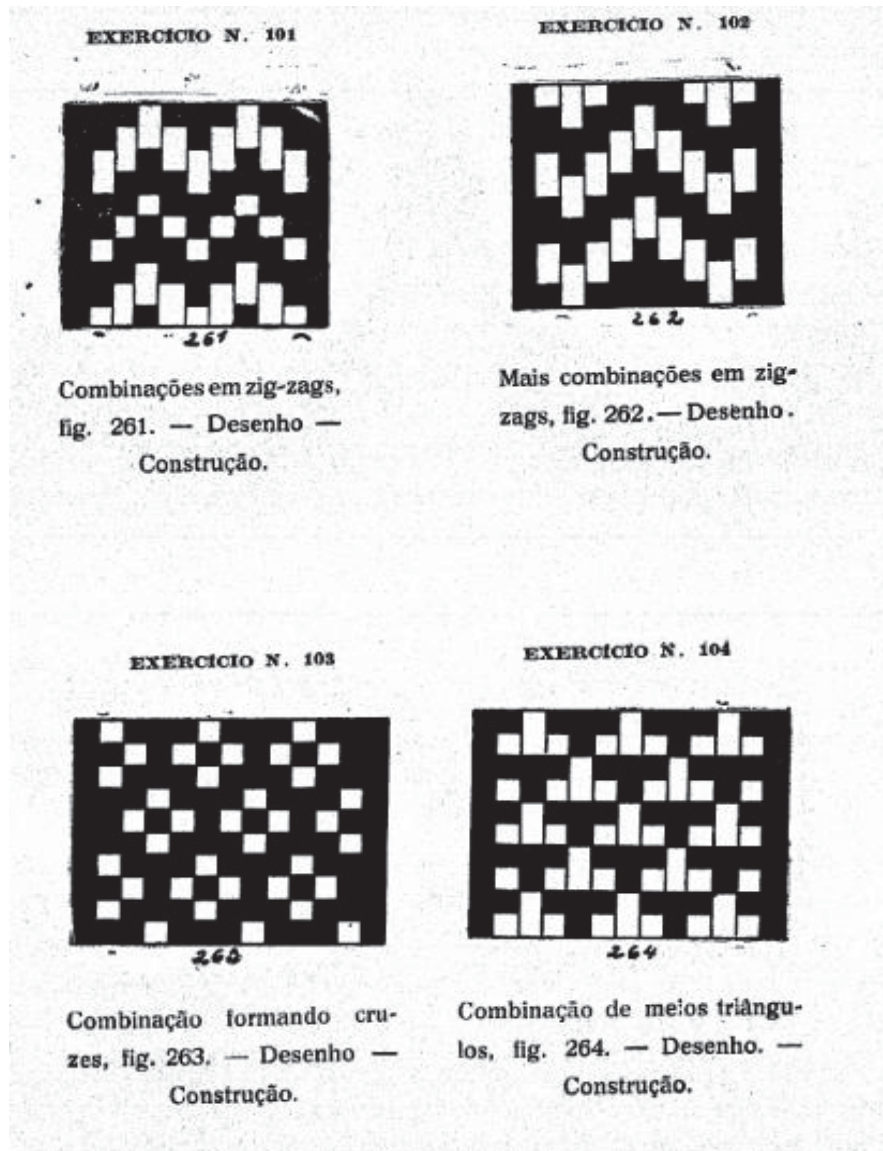 EXERCÍCIO N. 101
261
Combinações em zig-zags,
fig. 261. — Desenho —
Construção.
EXERCÍCIO N. 102
262
Mais combinações em zig-
zags, fig. 262. — Desenho.
Construção.
EXERCÍCIO N. 103
263
Combinação formando cru-
zes, fig. 263. — Desenho —
Construção.
EXERCÍCIO N. 104
264
Combinação de meios triângu-
los, fig. 264. — Desenho. —
Construção.